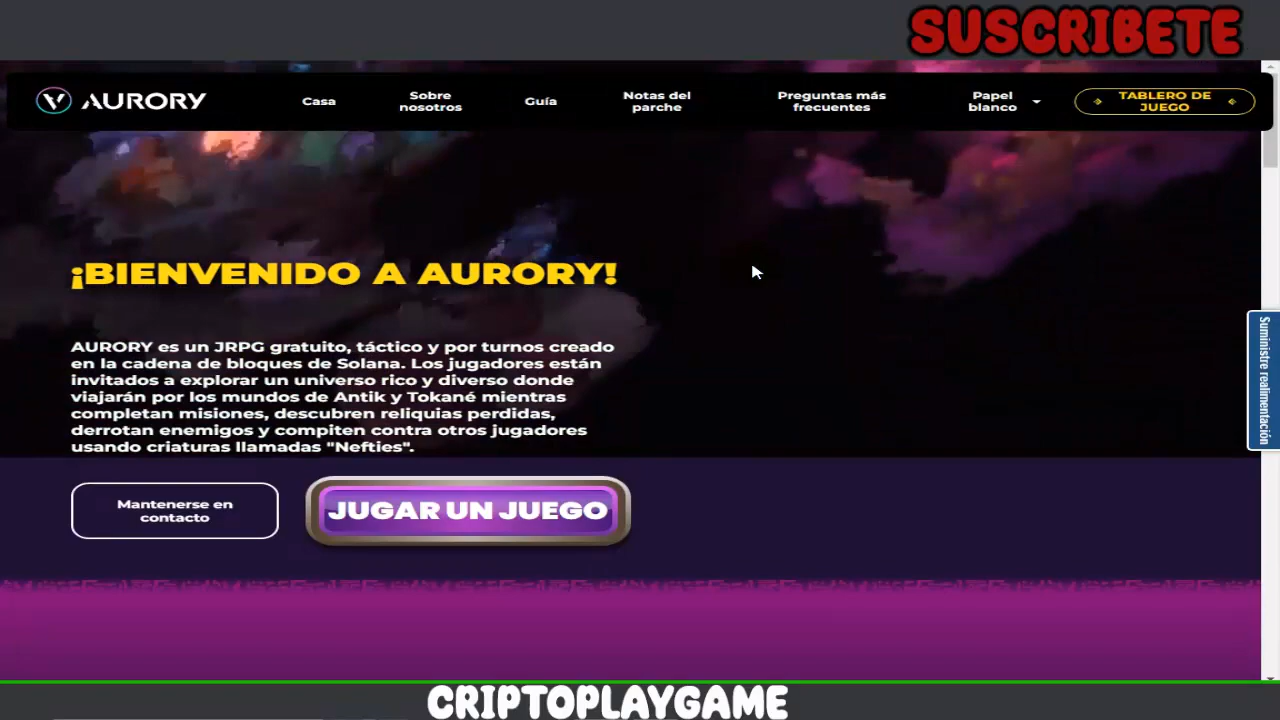 SUSCRIBETE
AURORY
Casa
Sobre
nosotros
Guía
Notas del
parche
Preguntas más
frecuentes
Papel
blanco
TABLERO DE
JUEGO
¡BIENVENIDO A AURORY!
AURORY es un JRPG gratuito, táctico y por turnos creado
en la cadena de bloques de Solana. Los jugadores están
invitados a explorar un universo rico y diverso donde
viajarán por los mundos de Antik y Tokané mientras
completan misiones, descubren reliquias perdidas,
derrotan enemigos y compiten contra otros jugadores
usando criaturas llamadas "Nefties".
Suministre realimentación
Mantenerse en
contacto
JUGAR UN JUEGO
CRIPTOPLAYGAME